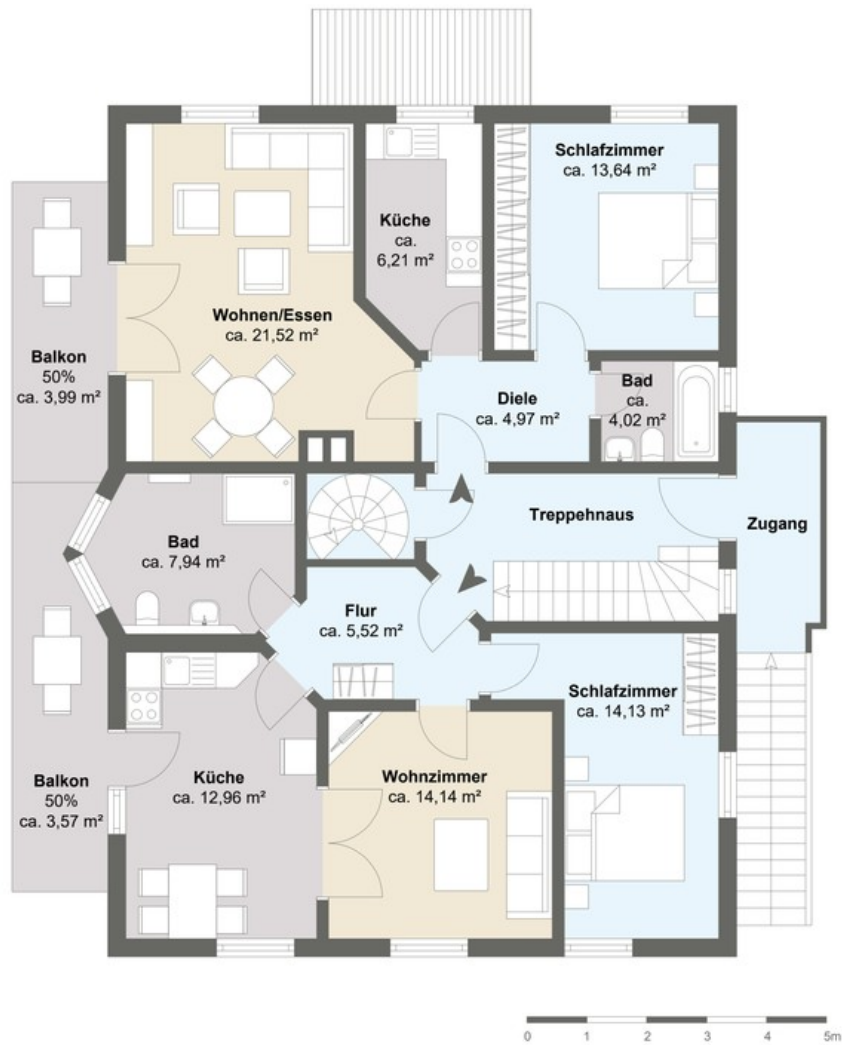 Schlafzimmer
ca. 13,64 m²
Küche
ca.
6,21 m²
Wohnen/Essen
ca. 21,52 m²
Balkon
50%
ca. 3,99 m²
Diele
ca. 4,97 m²
Bad
ca.
4,02 m²
Treppehnaus
Zugang
Bad
ca. 7,94 m²
Flur
ca. 5,52 m²
Schlafzimmer
ca. 14,13 m²
Balkon
50%
ca. 3,57 m²
Küche
ca. 12,96 m²
Wohnzimmer
ca. 14,14 m²
0 1 2 3 4 5m